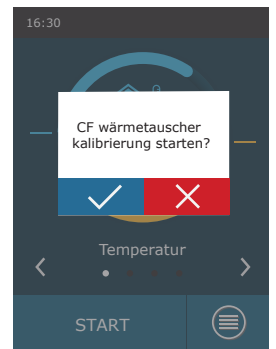 16:30
CF wärmetauscher
kalibrierung starten?
Temperatur
START